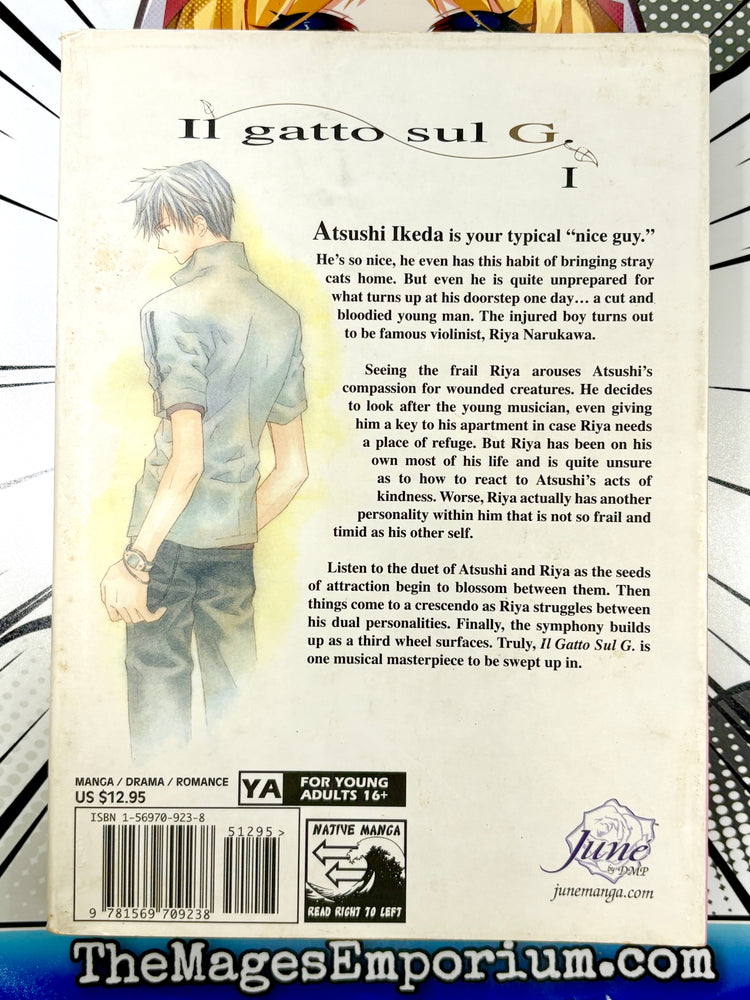 Il gatto sul G.
I
Atsushi Ikeda is your typical “nice guy.”
He’s so nice, he even has this habit of bringing stray
cats home. But even he is quite unprepared for
what turns up at his doorstep one day… a cut and
bloodied young man. The injured boy turns out
to be famous violinist, Riya Narukawa.
Seeing the frail Riya arouses Atsushi’s
compassion for wounded creatures. He decides
to look after the young musician, even giving
him a key to his apartment in case Riya needs
a place of refuge. But Riya has been on his
own most of his life and is quite unsure
as to how to react to Atsushi’s acts of
kindness. Worse, Riya actually has another
personality within him that is not so frail and
timid as his other self.
Listen to the duet of Atsushi and Riya as the seeds
of attraction begin to blossom between them. Then
things come to a crescendo as Riya struggles between
his dual personalities. Finally, the symphony builds
up as a third wheel surfaces. Truly, Il Gatto Sul G. is
one musical masterpiece to be swept up in.
MANGA / DRAMA / ROMANCE
US $12.95
YA FOR YOUNG
ADULTS 16+
ISBN 1-56970-923-8
51295>
9 781569 709238
NATIVE MANGA
READ RIGHT TO LEFT
June
by DMP
junemanga.com
TheMagesEmporium.com